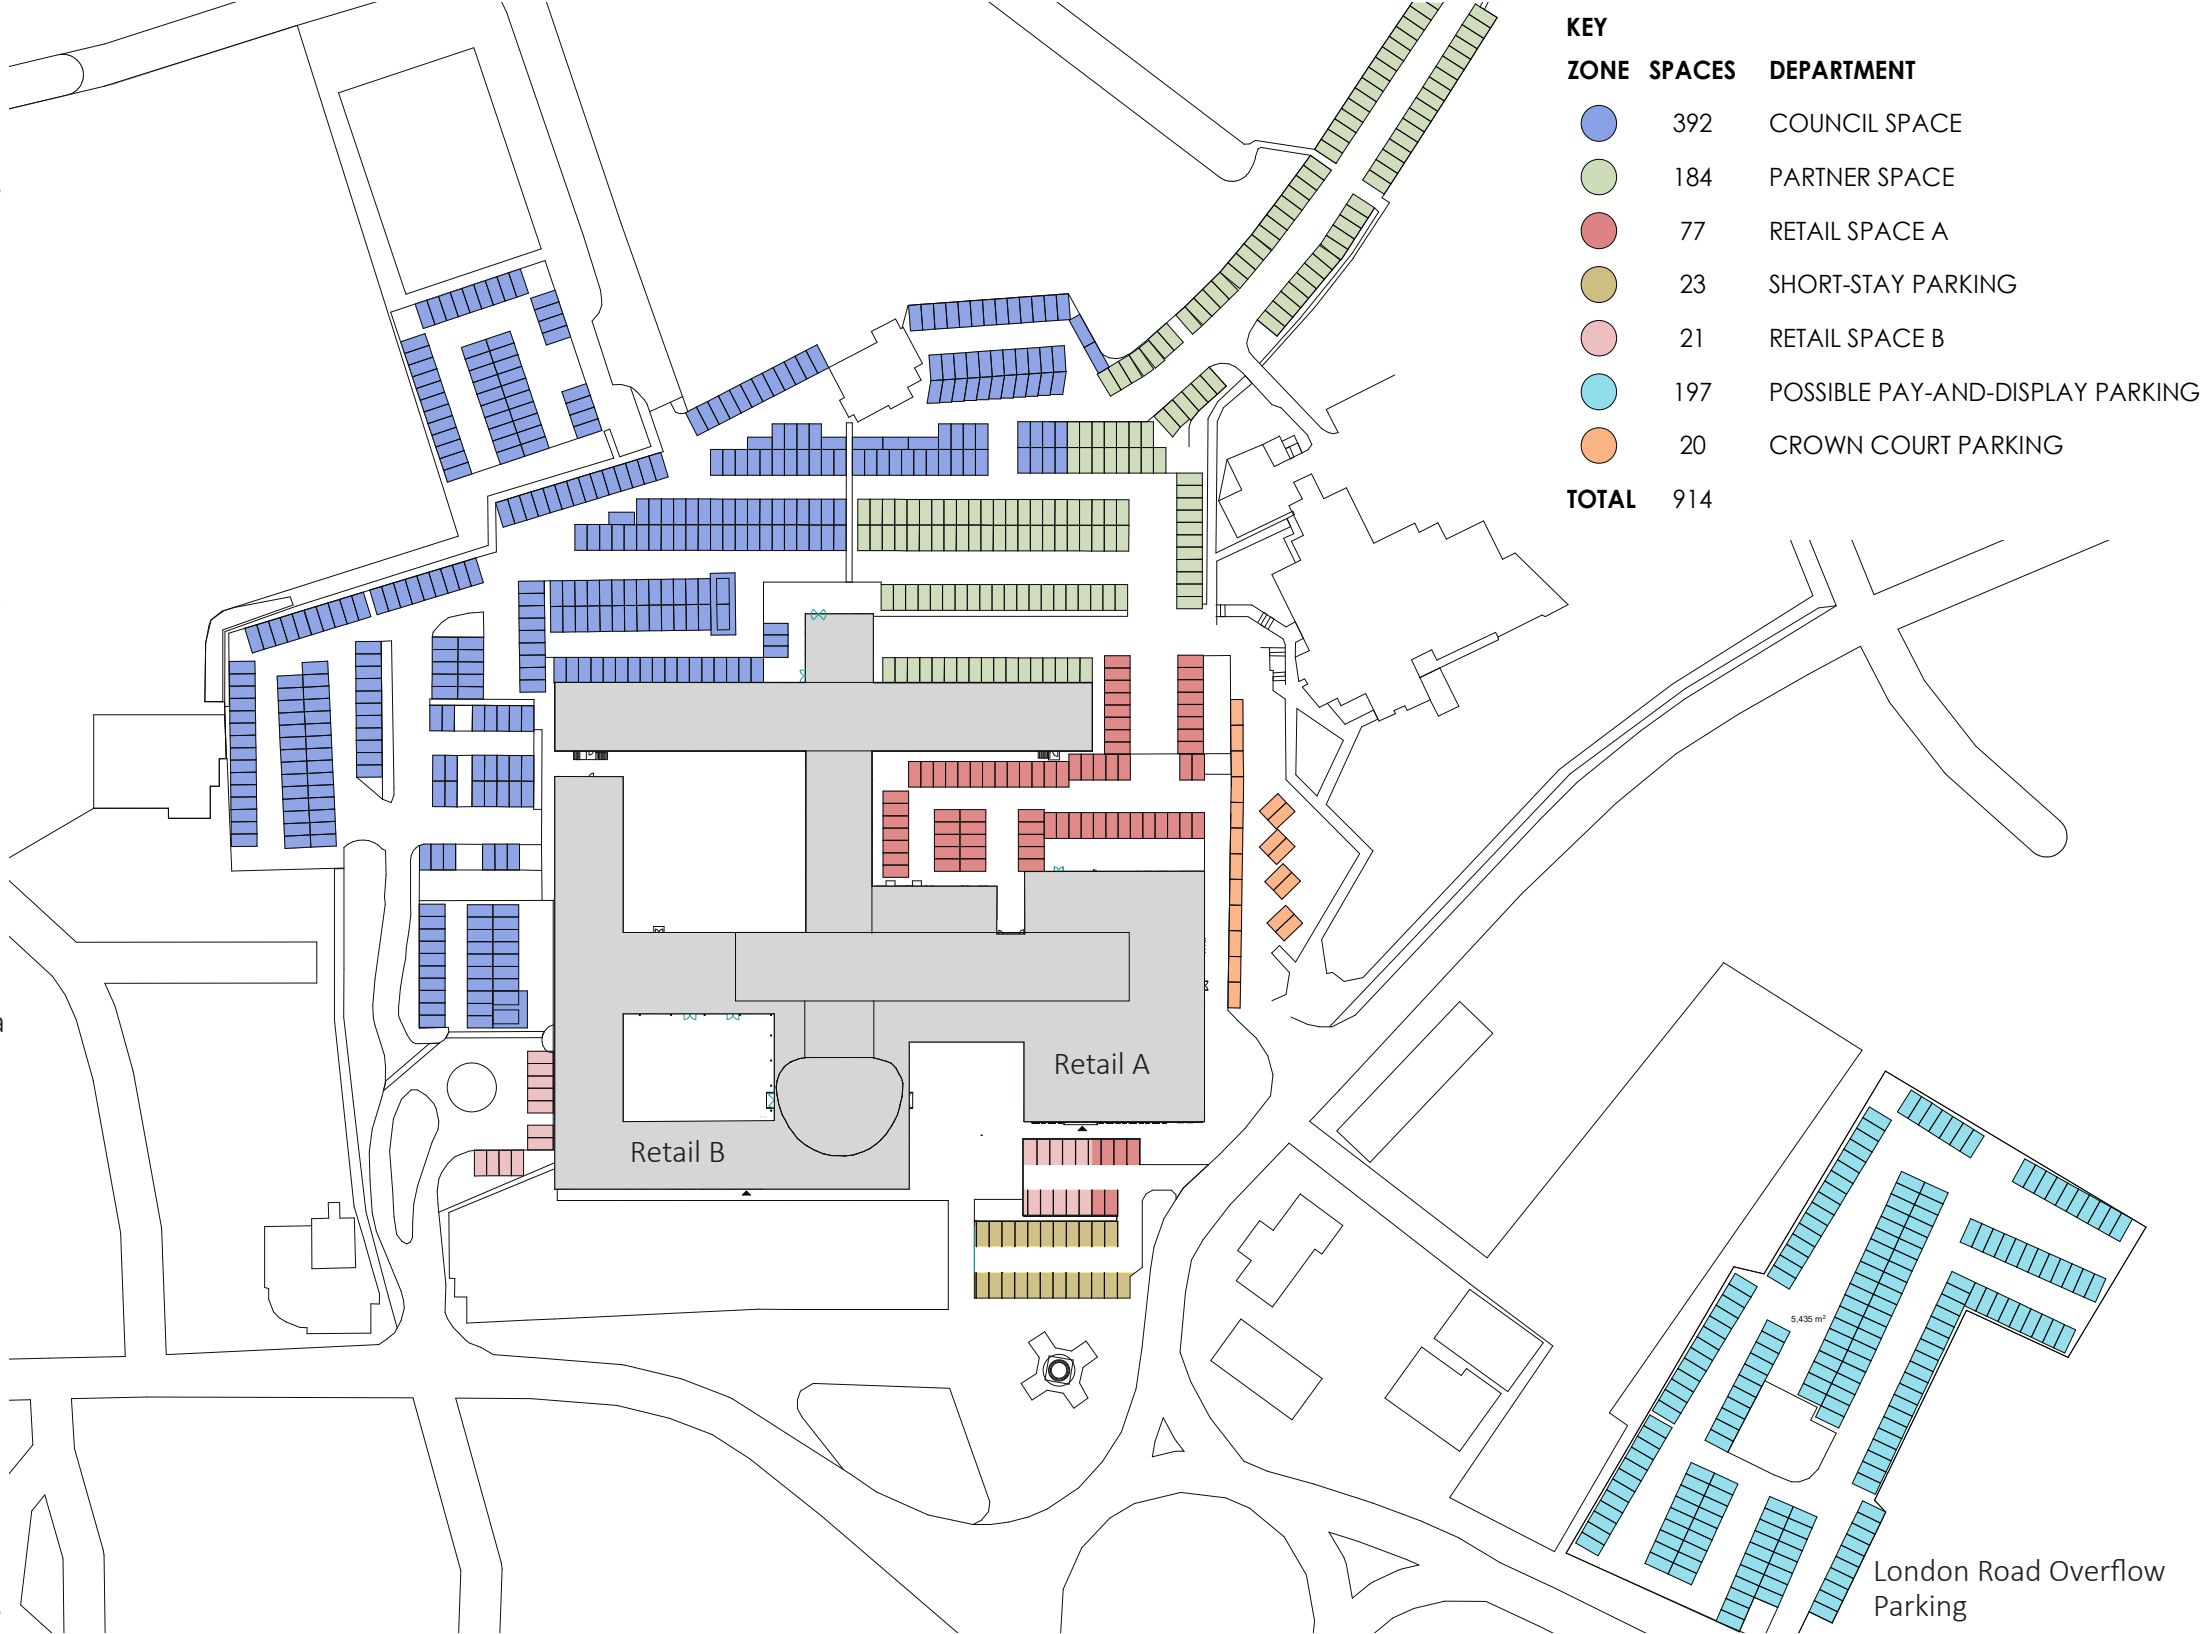 KEY
ZONE SPACES DEPARTMENT
392 COUNCIL SPACE
184 PARTNER SPACE
77 RETAIL SPACE A
23 SHORT-STAY PARKING
21 RETAIL SPACE B
197 POSSIBLE PAY-AND-DISPLAY PARKING
20 CROWN COURT PARKING
TOTAL 914
a
Retail A
Retail B
5,435 m²
London Road Overflow
Parking